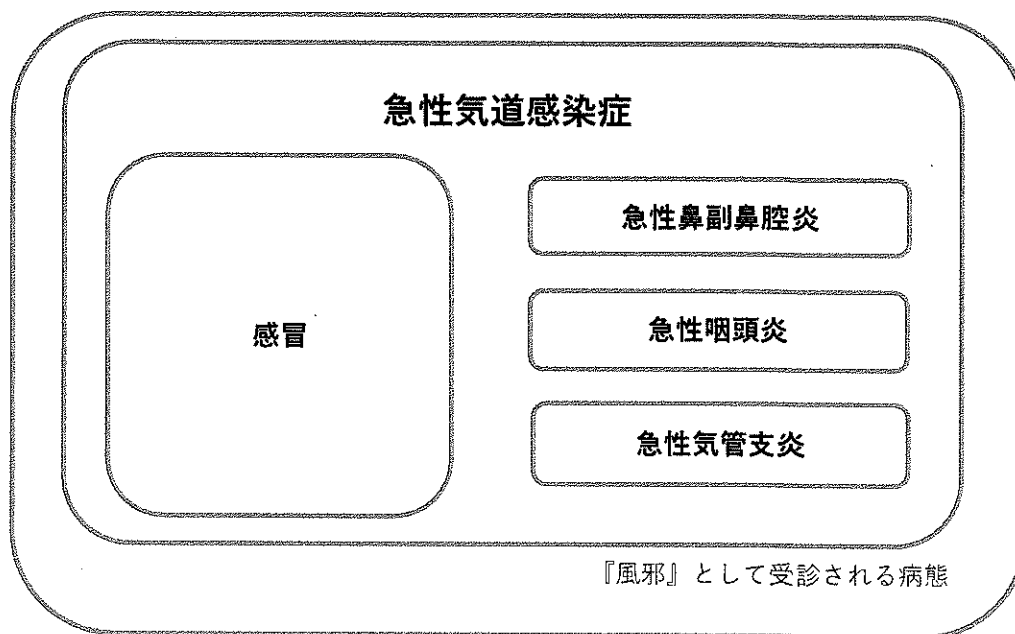 急性気道感染症
急性鼻副鼻腔炎
感冒
急性咽頭炎
急性気管支炎
『風邪』として受診される病態